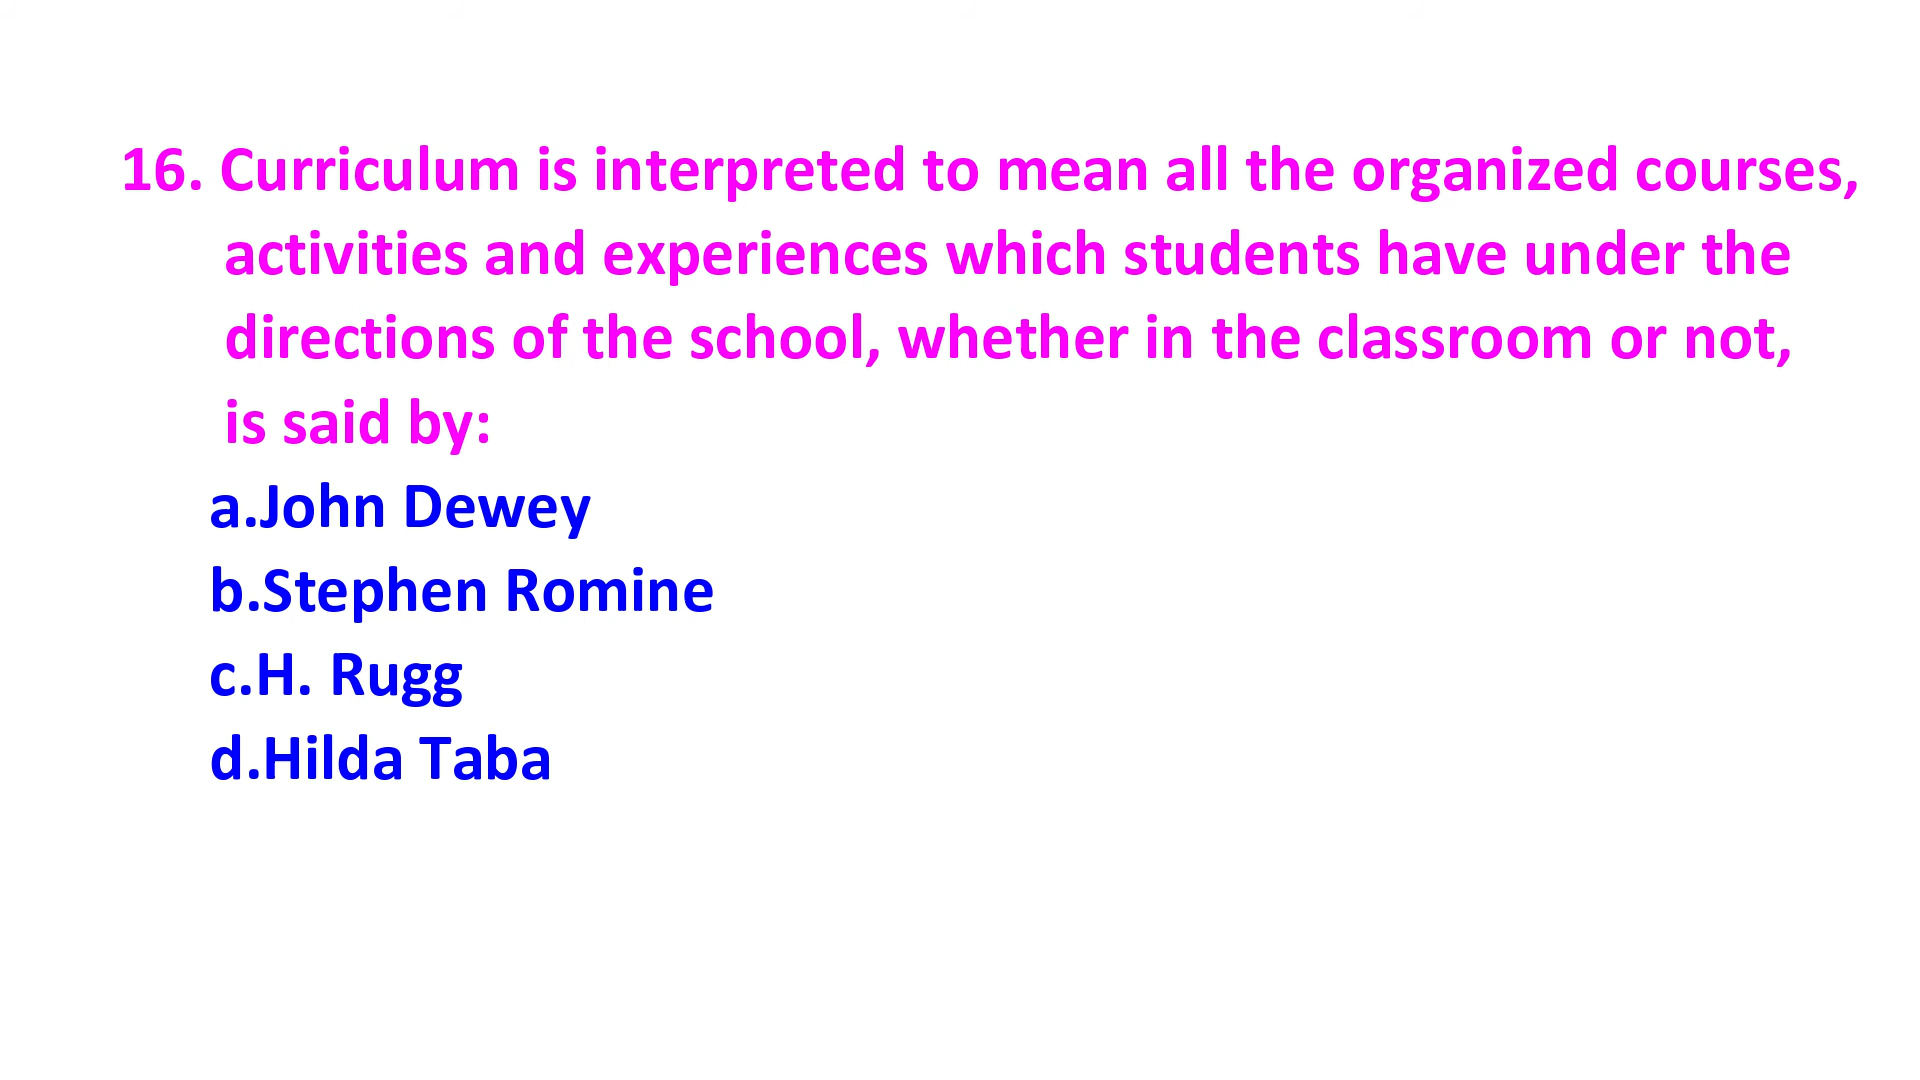 16. Curriculum is interpreted to mean all the organized courses,
activities and experiences which students have under the
directions of the school, whether in the classroom or not,
is said by:
a.John Dewey
b.Stephen Romine
c.H. Rugg
d.Hilda Taba